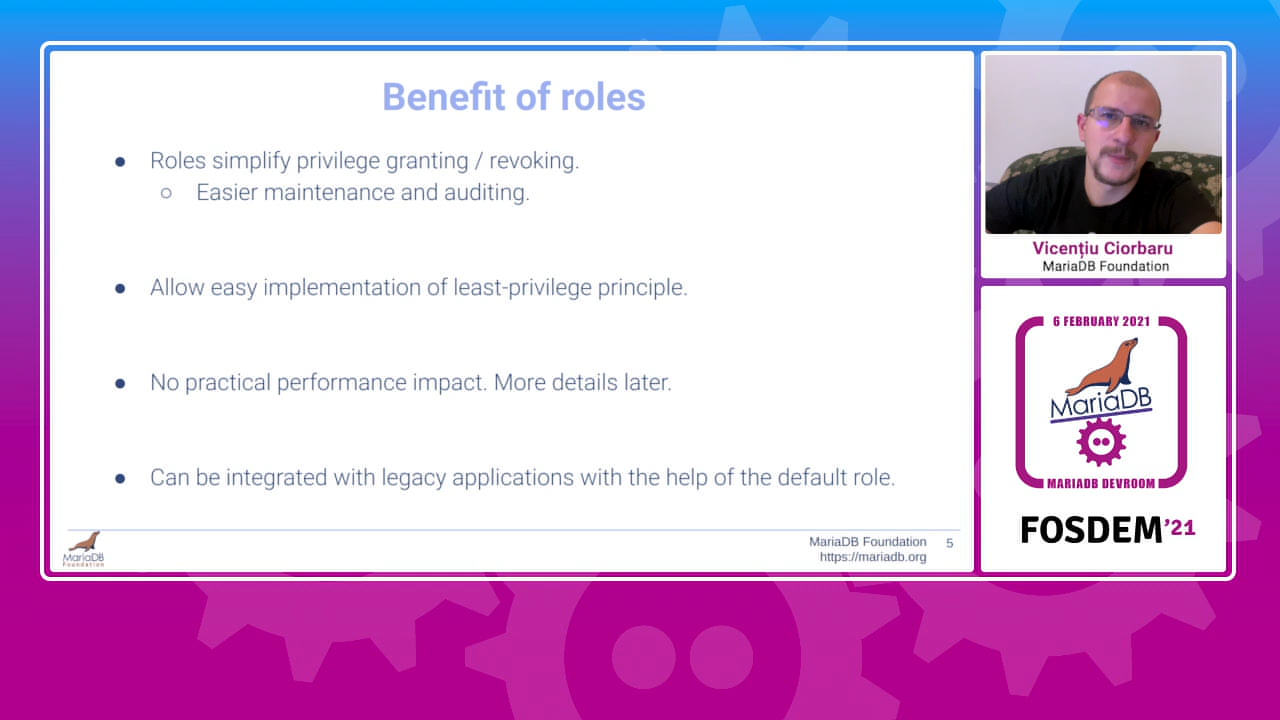 Benefit of roles
● Roles simplify privilege granting / revoking.
○ Easier maintenance and auditing.
● Allow easy implementation of least-privilege principle.
● No practical performance impact. More details later.
● Can be integrated with legacy applications with the help of the default role.
MariaDB
Foundation
MariaDB Foundation 5
https://mariadb.org
Vicențiu Ciorbaru
MariaDB Foundation
6 FEBRUARY 2021
MariaDB
MARIADB DEVROOM
FOSDEM'21